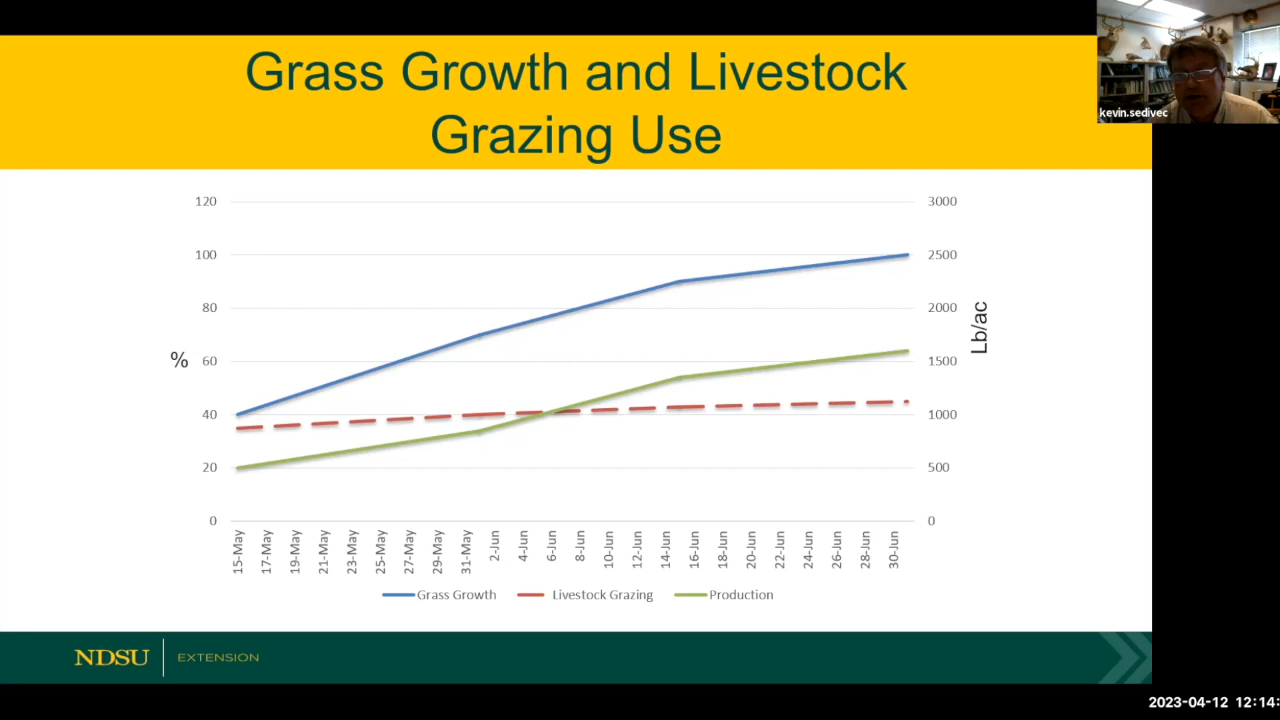 Grass Growth and Livestock
Grazing Use
kevin.sedivec
120
100
80
60
40
20
0
%
3000
2500
2000
1500
1000
500
0
Lb/ac
15-May
17-May
19-May
21-May
23-May
25-May
27-May
29-May
31-May
2-Jun
4-Jun
6-Jun
8-Jun
10-Jun
12-Jun
14-Jun
16-Jun
18-Jun
20-Jun
22-Jun
24-Jun
26-Jun
28-Jun
30-Jun
Grass Growth Livestock Grazing Production
NDSU EXTENSION
2023-04-12 12:14: